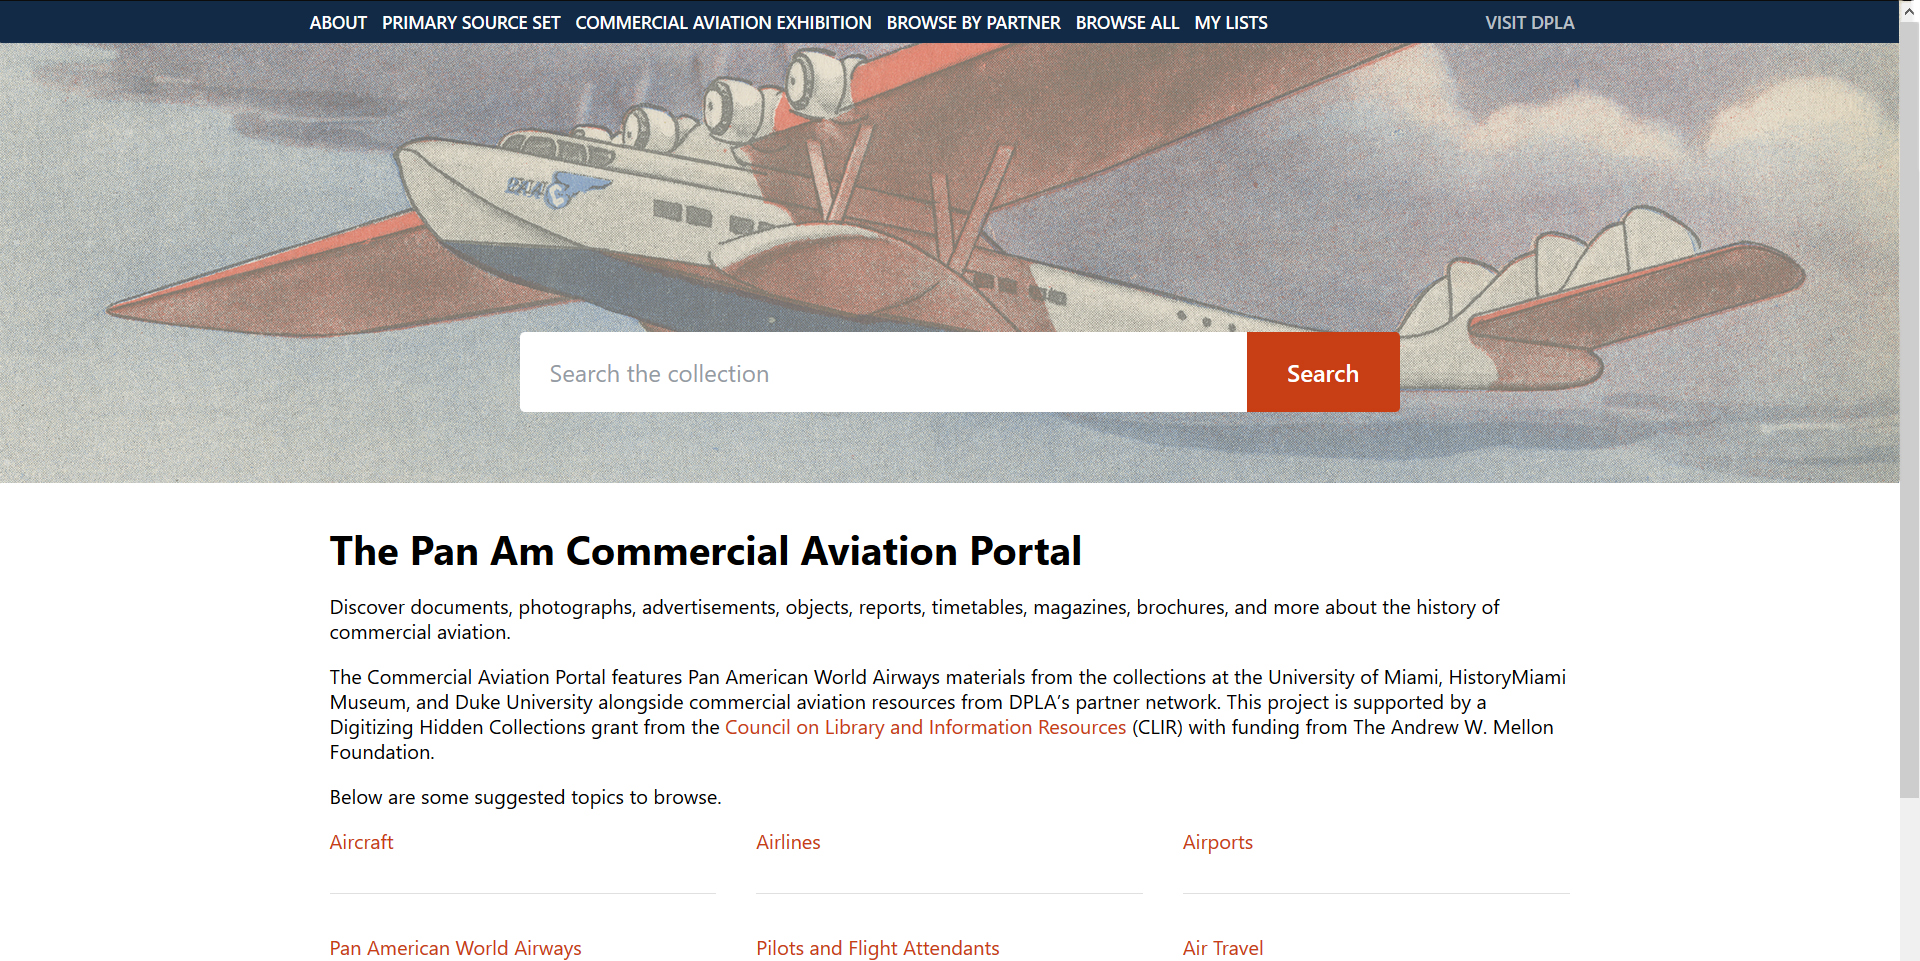 ABOUT PRIMARY SOURCE SET COMMERCIAL AVIATION EXHIBITION BROWSE BY PARTNER BROWSE ALL MY LISTS VISIT DPLA
Search the collection Search
The Pan Am Commercial Aviation Portal
Discover documents, photographs, advertisements, objects, reports, timetables, magazines, brochures, and more about the history of
commercial aviation.
The Commercial Aviation Portal features Pan American World Airways materials from the collections at the University of Miami, HistoryMiami
Museum, and Duke University alongside commercial aviation resources from DPLA’s partner network. This project is supported by a
Digitizing Hidden Collections grant from the Council on Library and Information Resources (CLIR) with funding from The Andrew W. Mellon
Foundation.
Below are some suggested topics to browse.
Aircraft Airlines Airports
Pan American World Airways Pilots and Flight Attendants Air Travel